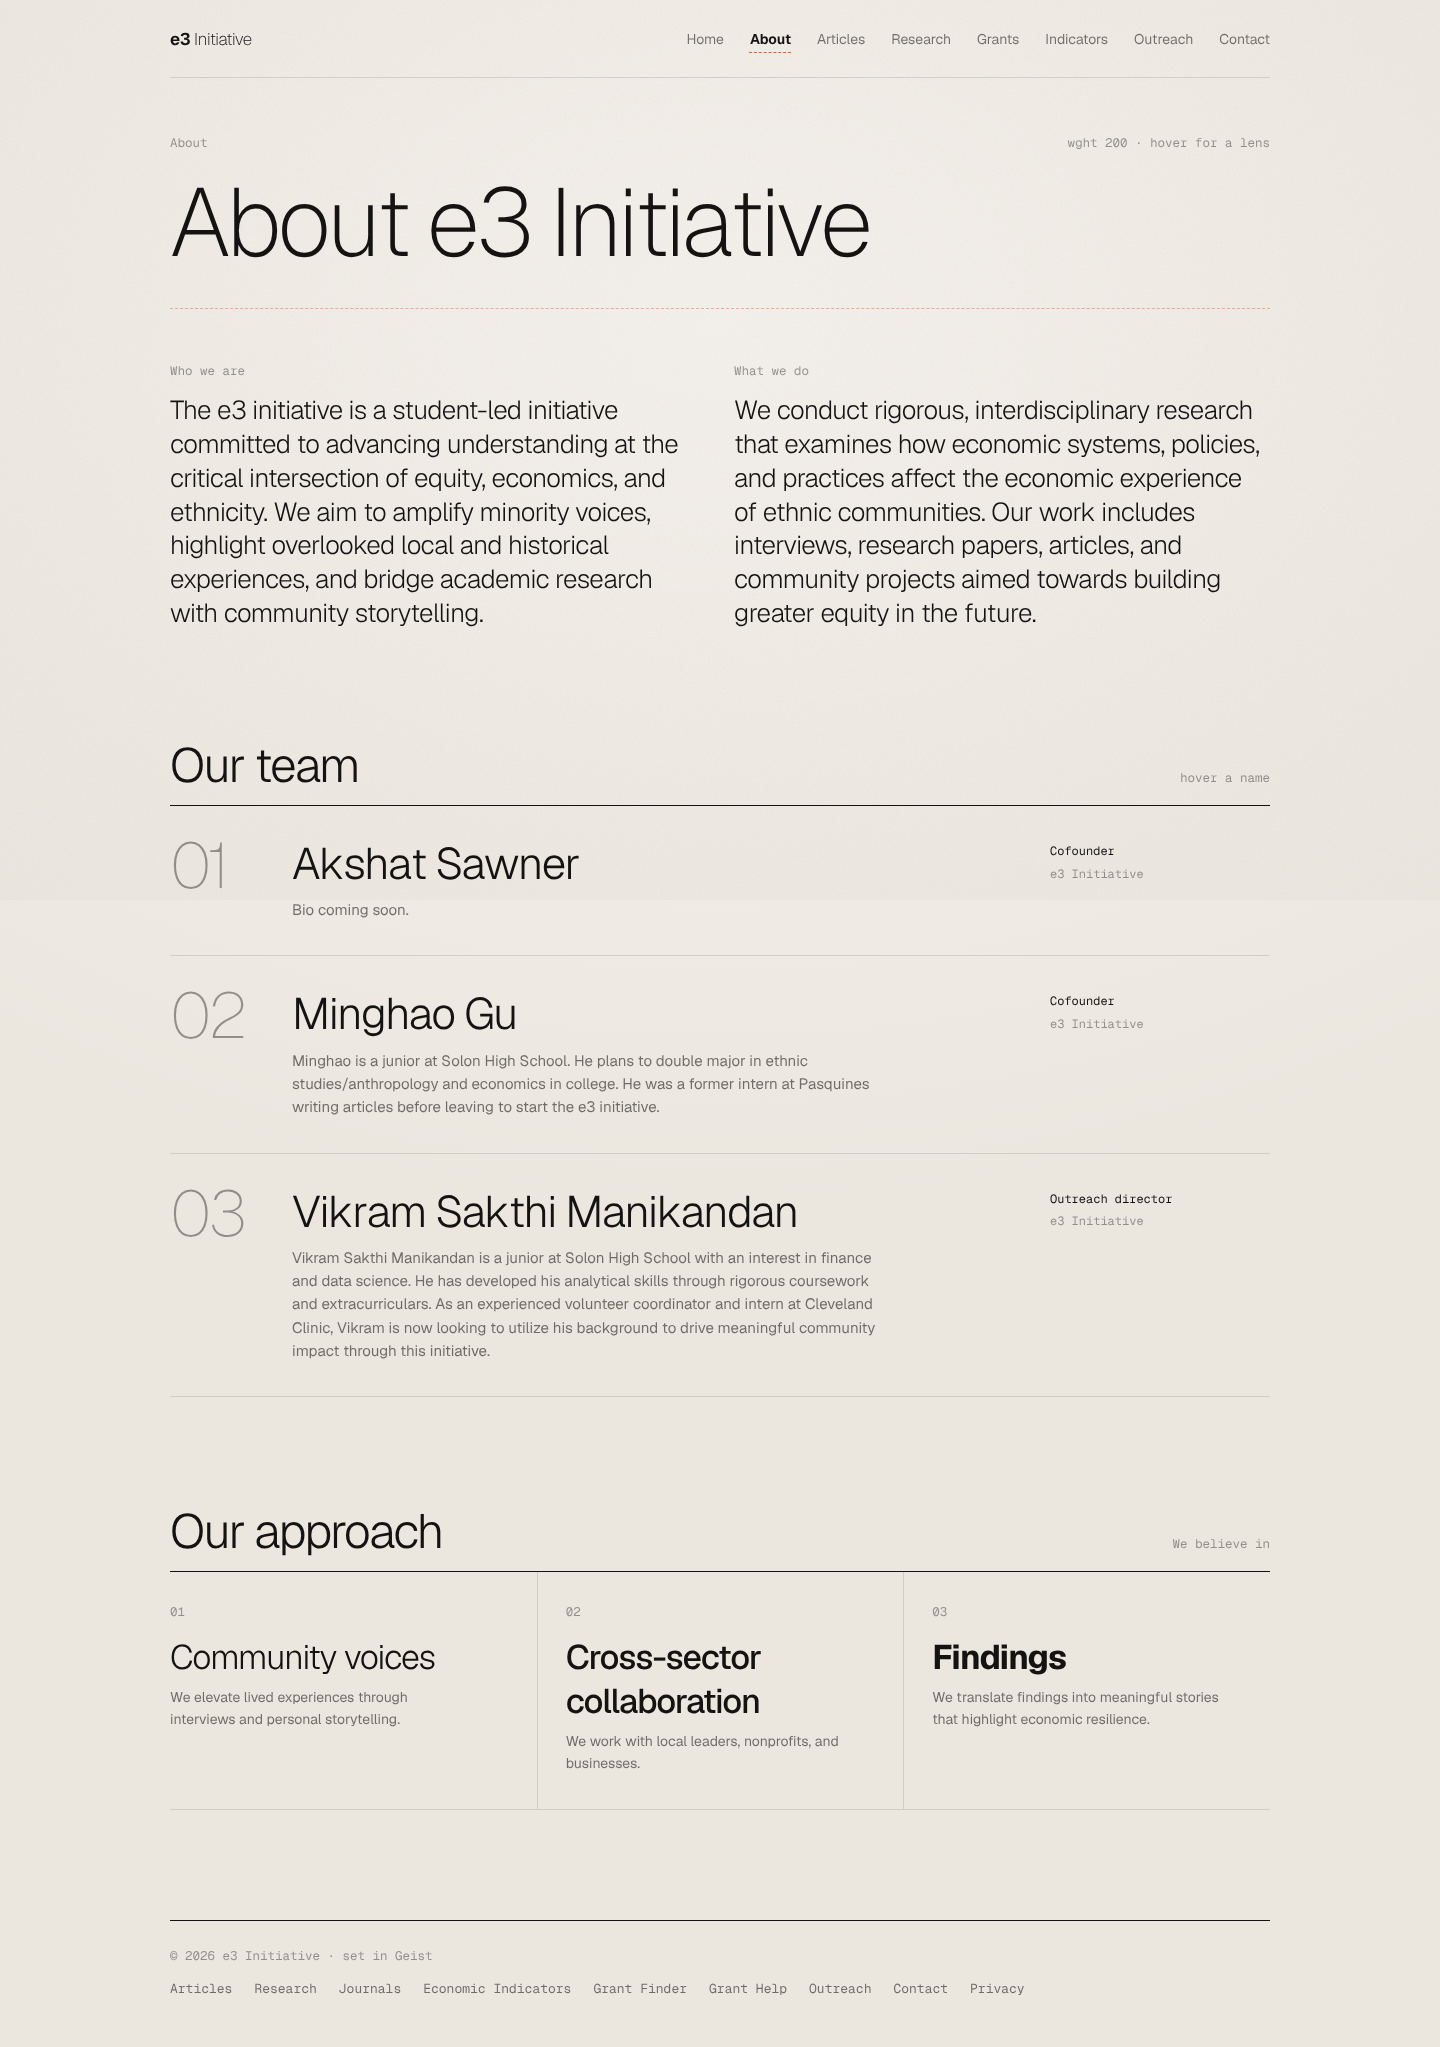 e3 Initiative
Home About Articles Research Grants Indicators Outreach Contact
About
wght 200 · hover for a lens
About e3 Initiative
Who we are
The e3 initiative is a student-led initiative
committed to advancing understanding at the
critical intersection of equity, economics, and
ethnicity. We aim to amplify minority voices,
highlight overlooked local and historical
experiences, and bridge academic research
with community storytelling.
What we do
We conduct rigorous, interdisciplinary research
that examines how economic systems, policies,
and practices affect the economic experience
of ethnic communities. Our work includes
interviews, research papers, articles, and
community projects aimed towards building
greater equity in the future.
Our team
hover a name
01
Akshat Sawner
Bio coming soon.
Cofounder
e3 Initiative
02
Minghao Gu
Minghao is a junior at Solon High School. He plans to double major in ethnic
studies/anthropology and economics in college. He was a former intern at Pasquines
writing articles before leaving to start the e3 initiative.
Cofounder
e3 Initiative
03
Vikram Sakthi Manikandan
Vikram Sakthi Manikandan is a junior at Solon High School with an interest in finance
and data science. He has developed his analytical skills through rigorous coursework
and extracurriculars. As an experienced volunteer coordinator and intern at Cleveland
Clinic, Vikram is now looking to utilize his background to drive meaningful community
impact through this initiative.
Outreach director
e3 Initiative
Our approach
We believe in
01
Community voices
We elevate lived experiences through
interviews and personal storytelling.
02
Cross-sector
collaboration
We work with local leaders, nonprofits, and
businesses.
03
Findings
We translate findings into meaningful stories
that highlight economic resilience.
© 2026 e3 Initiative · set in Geist
Articles Research Journals Economic Indicators Grant Finder Grant Help Outreach Contact Privacy